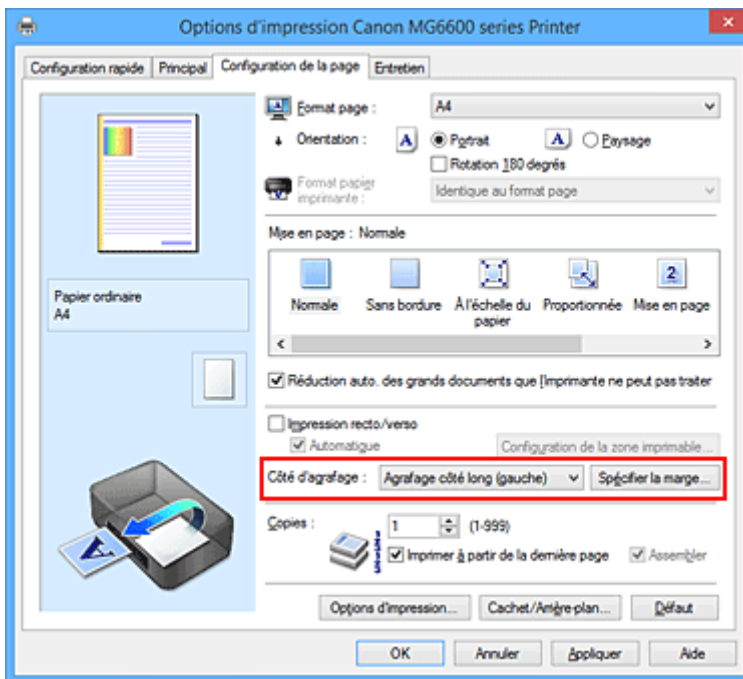 Options d'impression Canon MG6600 series Printer
Configuration rapide Principal Configuration de la page Entretien
Format page : A4
Orientation : A Portrait A Paysage
Rotation 180 degrés
Format papier
imprimante : Identique au format page
Mise en page : Normale
2
Normale Sans bordure À l'échelle du
papier Proportionnée Mise en page
Papier ordinaire
A4
Réduction auto. des grands documents que l'imprimante ne peut pas traiter
Impression recto/verso
Automatique Configuration de la zone imprimable...
Côté d'agrafage : Agrafage côté long (gauche) Spécifier la marge...
Copies : 1 (1-999)
Imprimer à partir de la dernière page Assembler
A
Options d'impression... Cachet/Arrière-plan... Défaut
OK Annuler Appliquer Aide